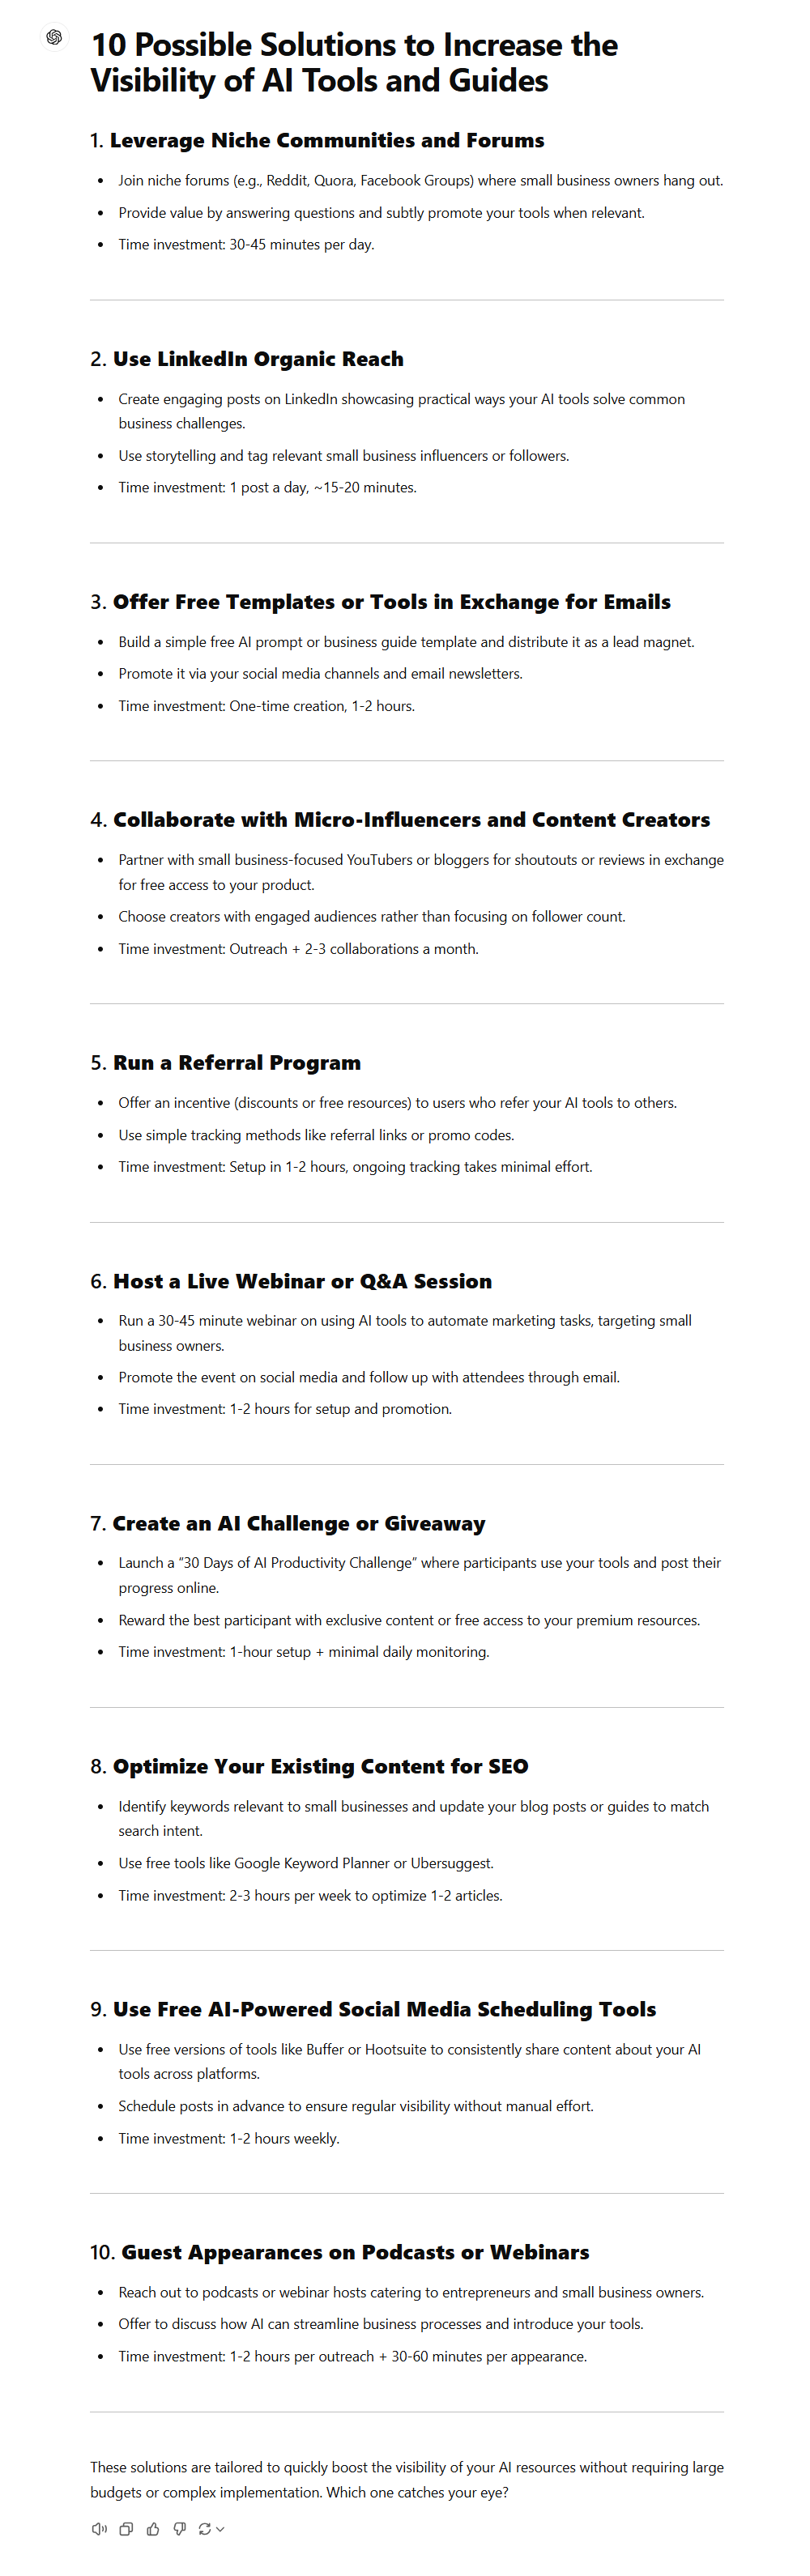 10 Possible Solutions to Increase the
Visibility of AI Tools and Guides
1. Leverage Niche Communities and Forums
• Join niche forums (e.g., Reddit, Quora, Facebook Groups) where small business owners hang out.
• Provide value by answering questions and subtly promote your tools when relevant.
• Time investment: 30-45 minutes per day.
2. Use LinkedIn Organic Reach
• Create engaging posts on LinkedIn showcasing practical ways your AI tools solve common
business challenges.
• Use storytelling and tag relevant small business influencers or followers.
• Time investment: 1 post a day, ~15-20 minutes.
3. Offer Free Templates or Tools in Exchange for Emails
• Build a simple free AI prompt or business guide template and distribute it as a lead magnet.
• Promote it via your social media channels and email newsletters.
• Time investment: One-time creation, 1-2 hours.
4. Collaborate with Micro-Influencers and Content Creators
• Partner with small business-focused YouTubers or bloggers for shoutouts or reviews in exchange
for free access to your product.
• Choose creators with engaged audiences rather than focusing on follower count.
• Time investment: Outreach + 2-3 collaborations a month.
5. Run a Referral Program
• Offer an incentive (discounts or free resources) to users who refer your AI tools to others.
• Use simple tracking methods like referral links or promo codes.
• Time investment: Setup in 1-2 hours, ongoing tracking takes minimal effort.
6. Host a Live Webinar or Q&A Session
• Run a 30-45 minute webinar on using AI tools to automate marketing tasks, targeting small
business owners.
• Promote the event on social media and follow up with attendees through email.
• Time investment: 1-2 hours for setup and promotion.
7. Create an AI Challenge or Giveaway
• Launch a "30 Days of AI Productivity Challenge" where participants use your tools and post their
progress online.
• Reward the best participant with exclusive content or free access to your premium resources.
• Time investment: 1-hour setup + minimal daily monitoring.
8. Optimize Your Existing Content for SEO
• Identify keywords relevant to small businesses and update your blog posts or guides to match
search intent.
• Use free tools like Google Keyword Planner or Ubersuggest.
• Time investment: 2-3 hours per week to optimize 1-2 articles.
9. Use Free AI-Powered Social Media Scheduling Tools
• Use free versions of tools like Buffer or Hootsuite to consistently share content about your AI
tools across platforms.
• Schedule posts in advance to ensure regular visibility without manual effort.
• Time investment: 1-2 hours weekly.
10. Guest Appearances on Podcasts or Webinars
• Reach out to podcasts or webinar hosts catering to entrepreneurs and small business owners.
• Offer to discuss how AI can streamline business processes and introduce your tools.
• Time investment: 1-2 hours per outreach + 30-60 minutes per appearance.
These solutions are tailored to quickly boost the visibility of your AI resources without requiring large
budgets or complex implementation. Which one catches your eye?